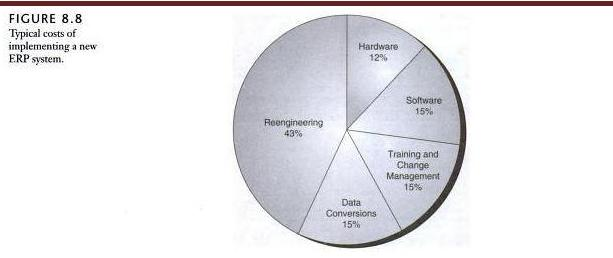 FIGURE 8.8
Typical costs of
implementing a new
ERP system.
Hardware
12%
Software
15%
Training and
Change
Management
15%
Data
Conversions
15%
Reengineering
43%